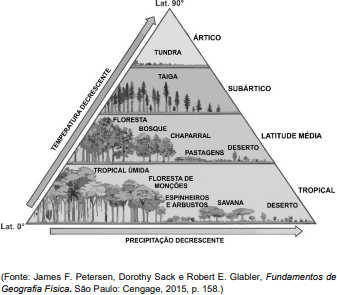 Lat. 90°
ÁRTICO
TUNDRA
TEMPERATURA DECRESCENTE
TAIGA
SUBÁRTICO
FLORESTA
BOSQUE
CHAPARRAL
LATITUDE MÉDIA
PASTAGENS
DESERTO
TROPICAL ÚMIDA
FLORESTA DE
MONÇÕES
ESPINHEIROS
E ARBUSTOS
SAVANA
DESERTO
TROPICAL
Lat. 0°
PRECIPITAÇÃO DECRESCENTE
(Fonte: James F. Petersen, Dorothy Sack e Robert E. Glabler, Fundamentos de
Geografia Física. São Paulo: Cengage, 2015, p. 158.)